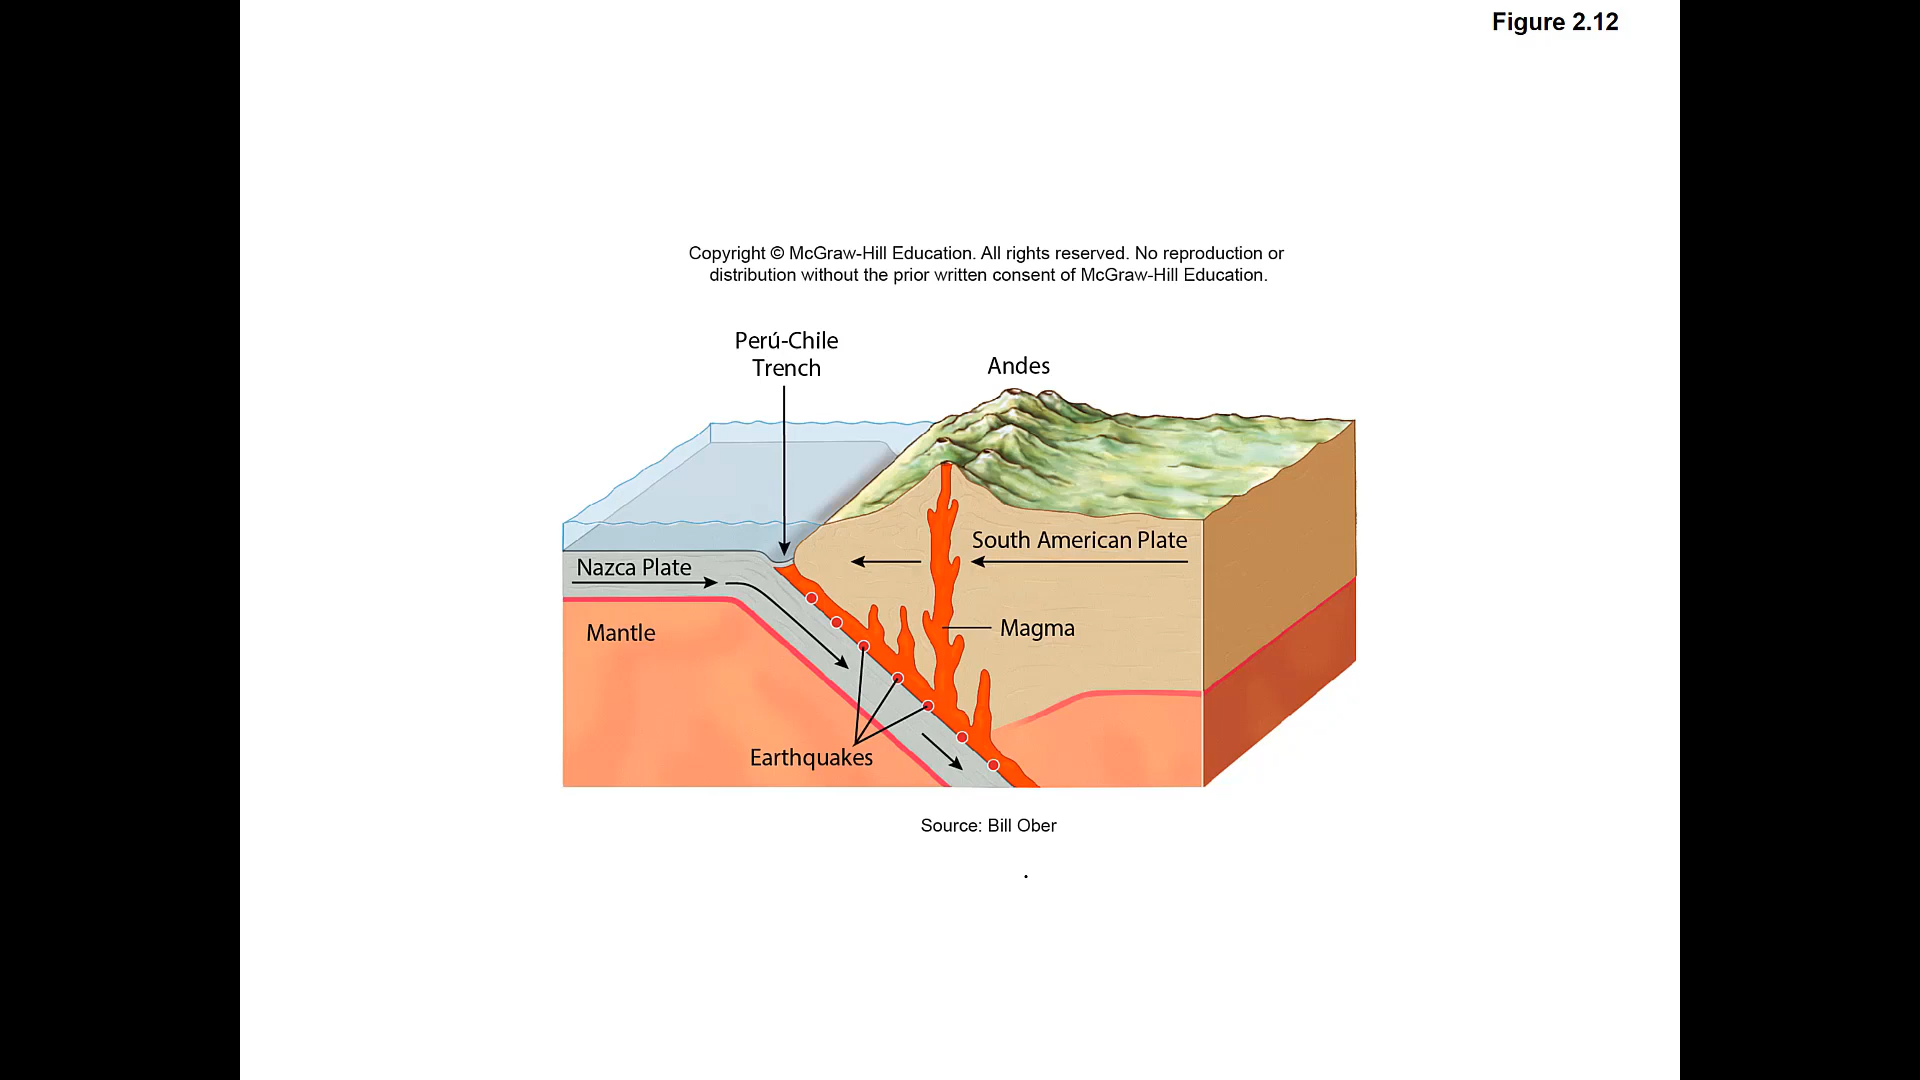 Figure 2.12
Copyright © McGraw-Hill Education. All rights reserved. No reproduction or
distribution without the prior written consent of McGraw-Hill Education.
Perú-Chile
Trench
Andes
South American Plate
Nazca Plate
Mantle
Magma
Earthquakes
Source: Bill Ober
.